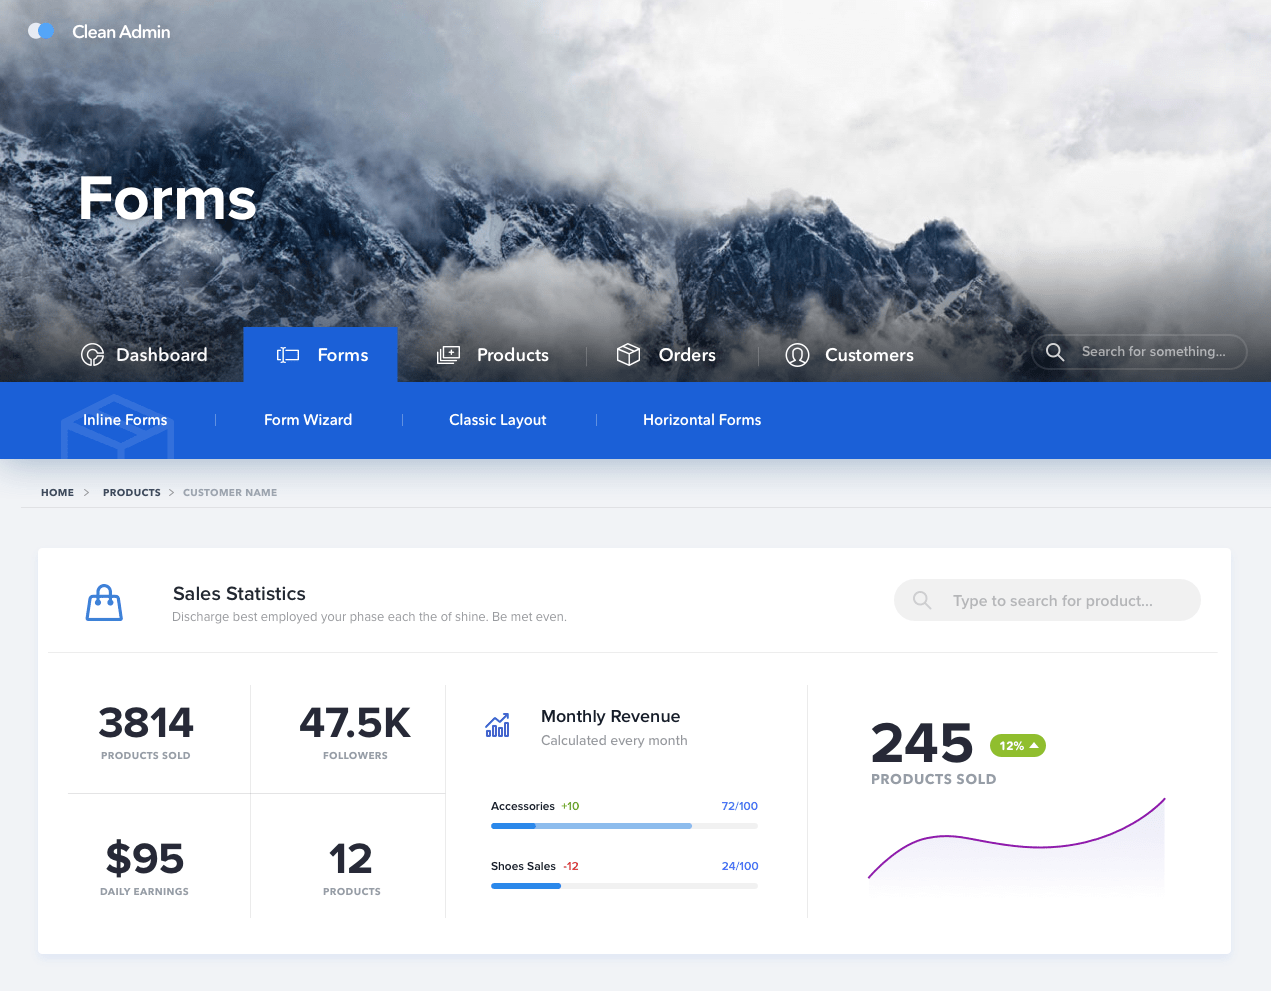 Clean Admin
Forms
Dashboard Forms Products Orders Customers Search for something...
Inline Forms Form Wizard Classic Layout Horizontal Forms
HOME > PRODUCTS > CUSTOMER NAME
Sales Statistics
Discharge best employed your phase each the of shine. Be met even.
Type to search for product...
3814
PRODUCTS SOLD
47.5K
FOLLOWERS
$95
DAILY EARNINGS
12
PRODUCTS
Monthly Revenue
Calculated every month
Accessories +10 72/100
Shoes Sales -12 24/100
245 12%
PRODUCTS SOLD